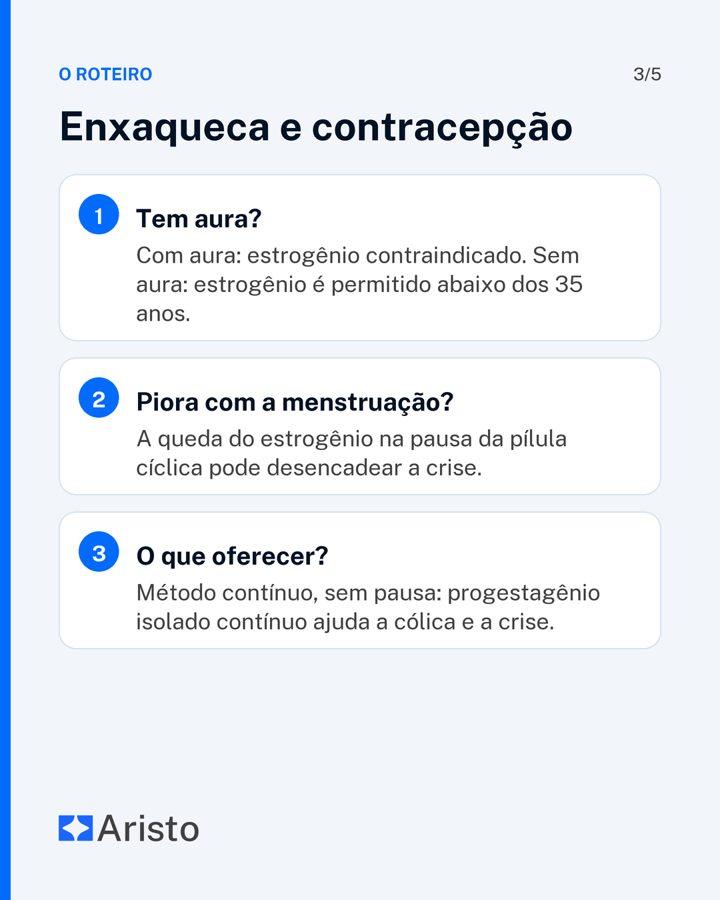 O ROTEIRO
3/5
Enxaqueca e contracepção
1
Tem aura?
Com aura: estrogênio contraindicado. Sem
aura: estrogênio é permitido abaixo dos 35
anos.
2
Piora com a menstruação?
A queda do estrogênio na pausa da pílula
cíclica pode desencadear a crise.
3
O que oferecer?
Método contínuo, sem pausa: progestagênio
isolado contínuo ajuda a cólica e a crise.
Aristo